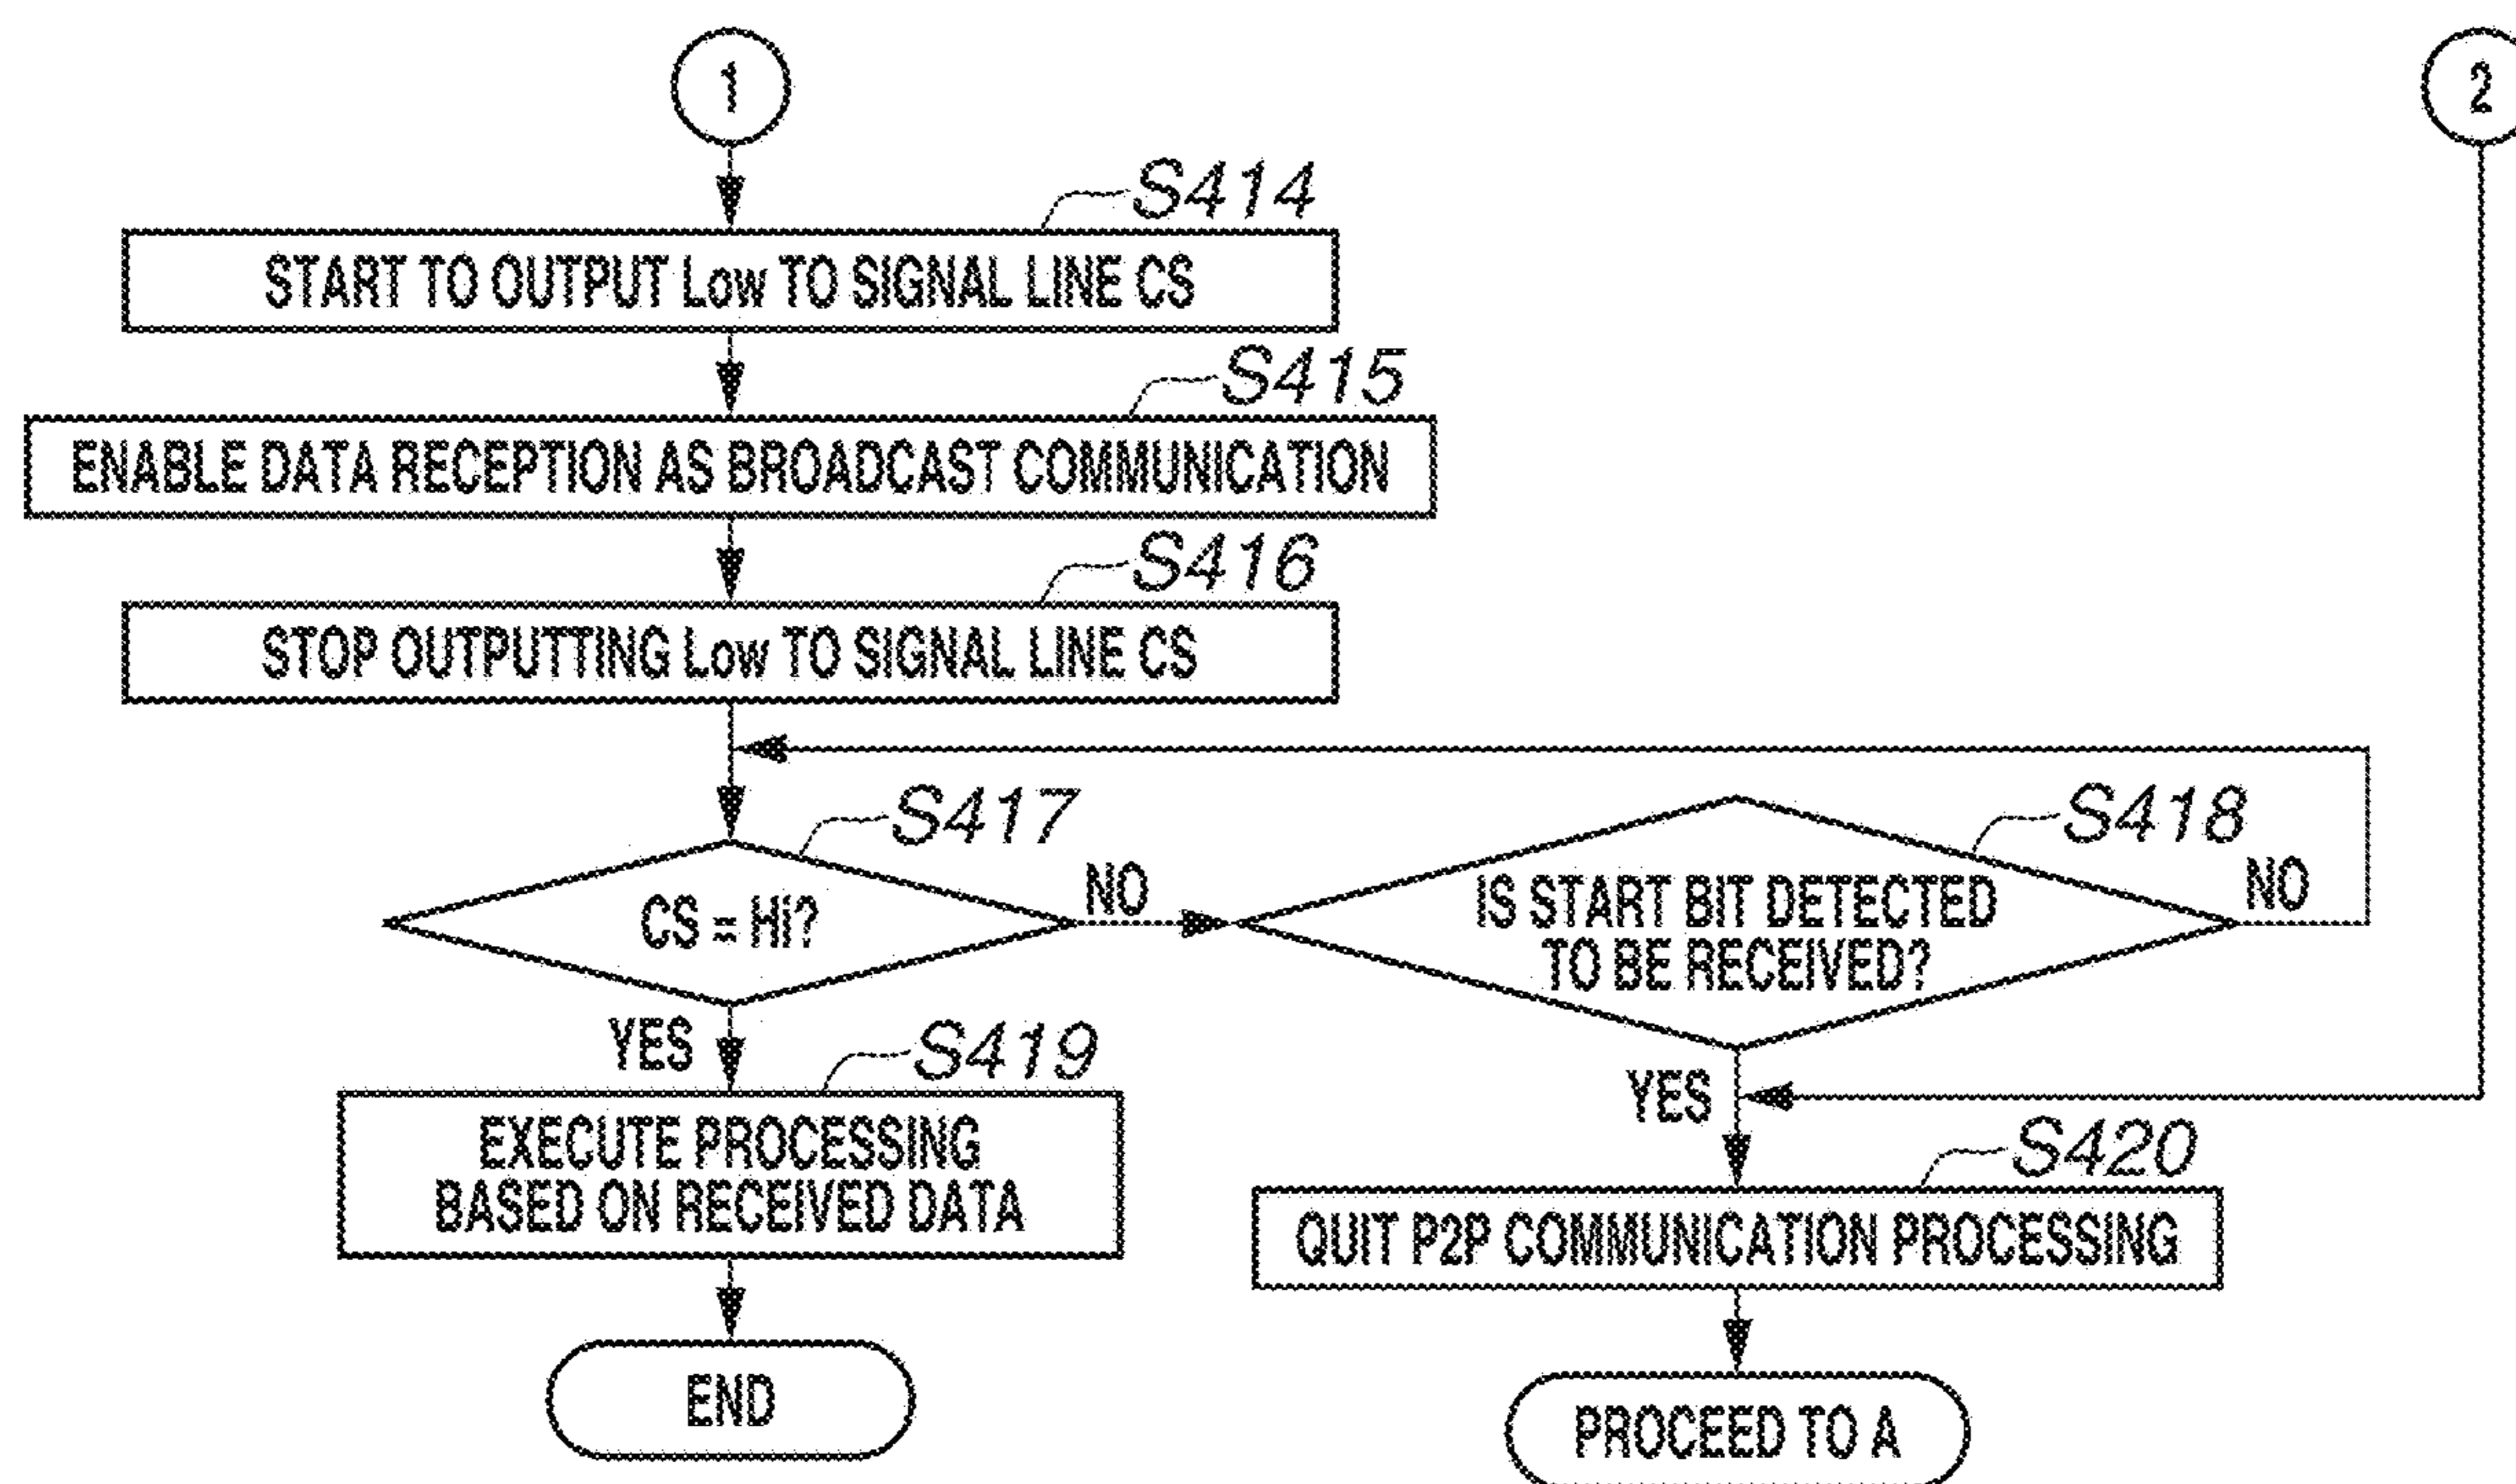 1
2
S414
START TO OUTPUT Low TO SIGNAL LINE CS
S415
ENABLE DATA RECEPTION AS BROADCAST COMMUNICATION
S416
STOP OUTPUTTING Low TO SIGNAL LINE CS
S417
CS = Hi?
NO
S418
IS START BIT DETECTED
TO BE RECEIVED?
NO
YES
S419
EXECUTE PROCESSING
BASED ON RECEIVED DATA
END
YES
S420
QUIT P2P COMMUNICATION PROCESSING
PROCEED TO A